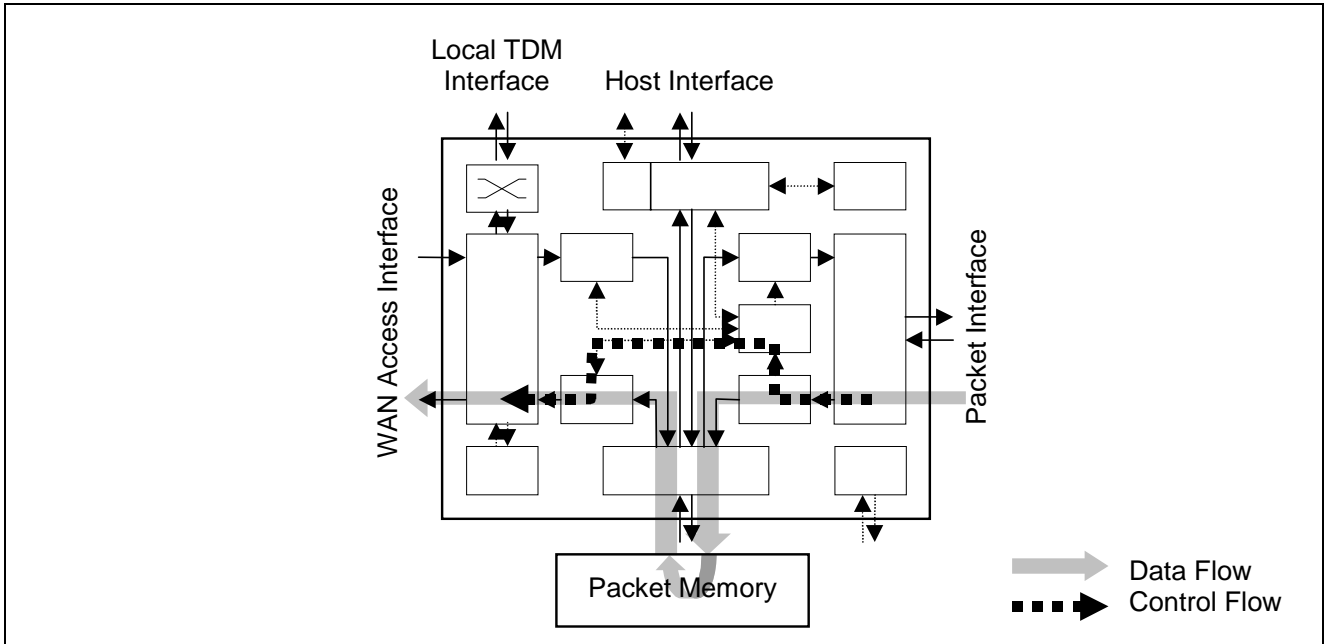 Local TDM
Interface
Host Interface
WAN Access Interface
Packet Interface
Packet Memory
Data Flow
Control Flow